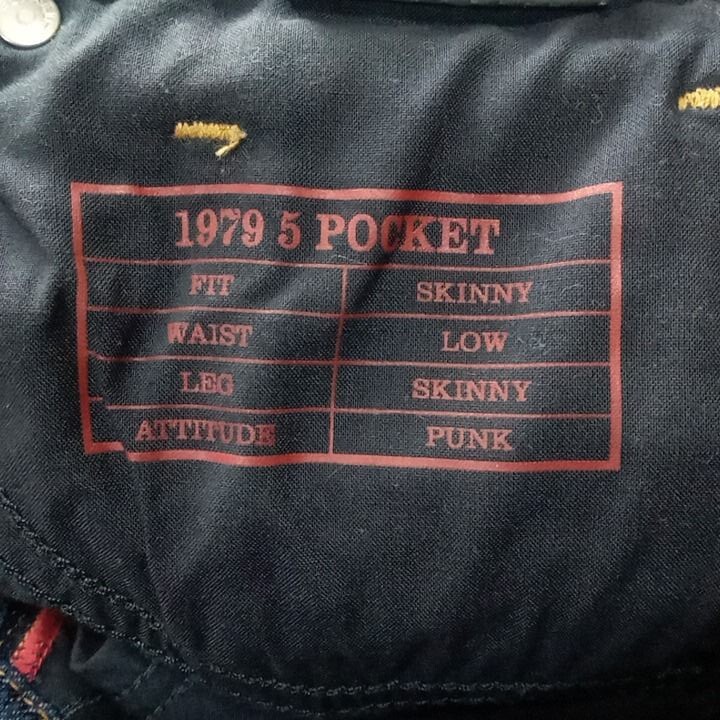 1979 5 POCKET
FIT SKINNY
WAIST LOW
LEG SKINNY
ATTITUDE PUNK